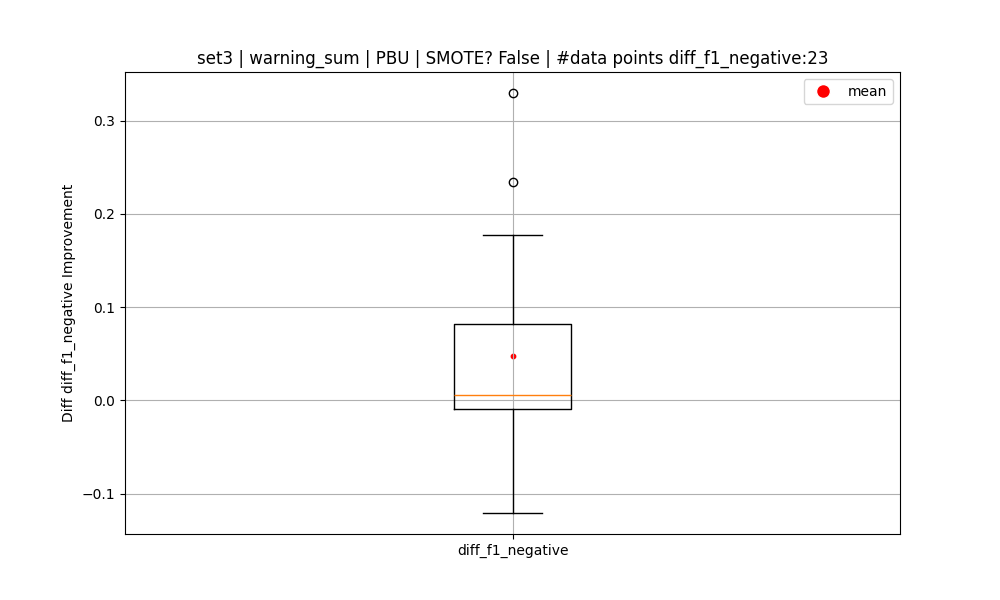 set3 | warning_sum | PBU | SMOTE? False | #data points diff_f1_negative:23
mean
Diff diff_f1_negative Improvement
0.3
0.2
0.1
0.0
−0.1
diff_f1_negative